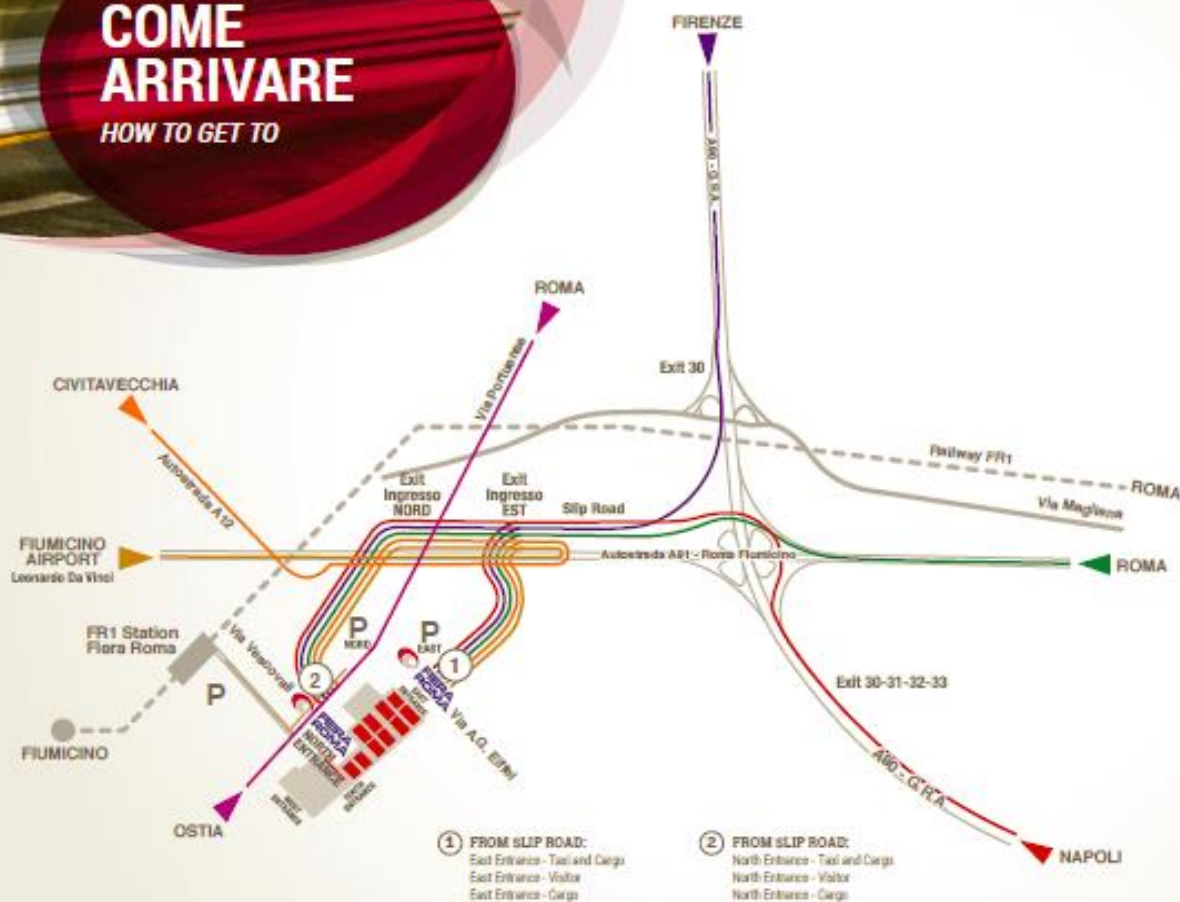 COME
ARRIVARE
HOW TO GET TO
FIRENZE
A90 - G.R.A.
ROMA
Via Portuense
Exit 30
CIVITAVECCHIA
Autostrada A12
Railway FR1
ROMA
Via Magliana
Exit
Ingresso
NORD
Exit
Ingresso
EST
Slip Road
FIUMICINO
AIRPORT
Leonardo Da Vinci
Autostrada A91 - Roma Fiumicino
ROMA
FR1 Station
Fiera Roma
Via Vescovali
P
NORD
P
EAST
1
2
P
FIERA
ROMA
EAST
ENTRANCE
Via A.G. Eiffel
Exit 30-31-32-33
FIUMICINO
FIERA
ROMA
NORTH
ENTRANCE
WEST
ENTRANCE
ENTRANCE
A90 - G.R.A
OSTIA
NAPOLI
1 FROM SLIP ROAD:
East Entrance - Taxi and Cargo
East Entrance - Visitor
East Entrance - Cargo
2 FROM SLIP ROAD:
North Entrance - Taxi and Cargo
North Entrance - Visitor
North Entrance - Cargo